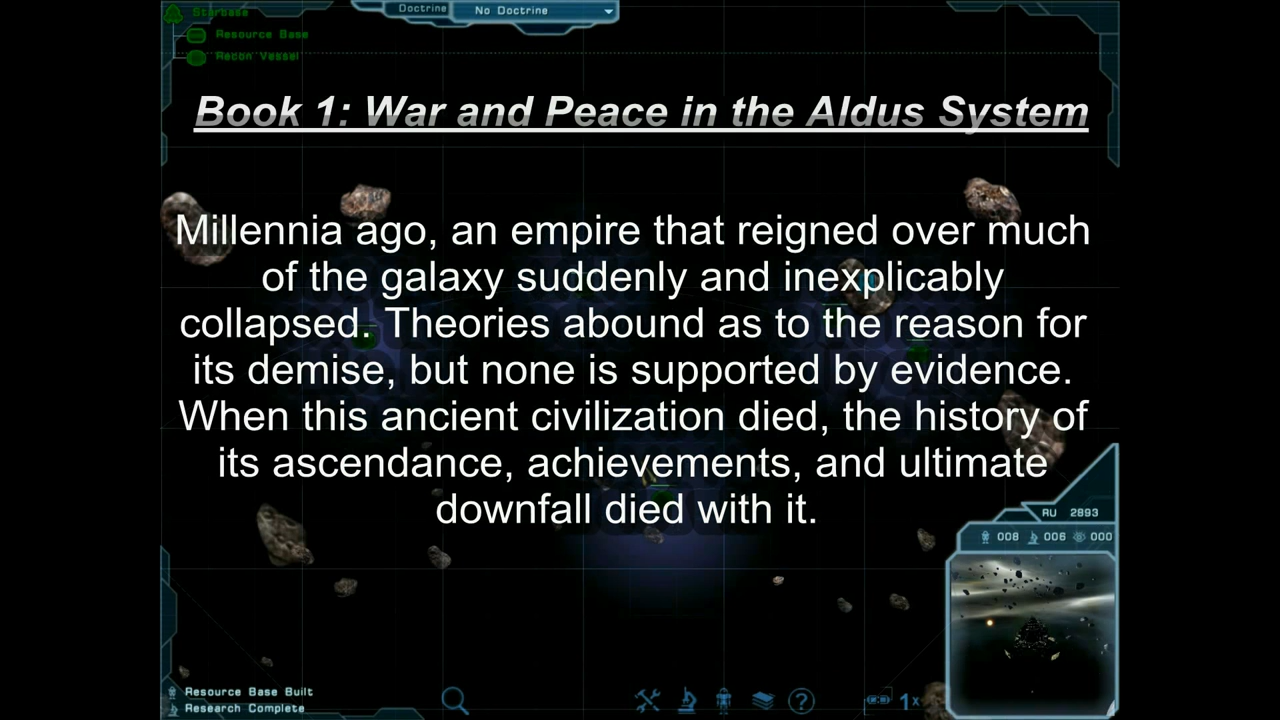 Starbase
Doctrine
No Doctrine
Resource Base
Recon Vessel
Book 1: War and Peace in the Aldus System
Millennia ago, an empire that reigned over much
of the galaxy suddenly and inexplicably
collapsed. Theories abound as to the reason for
its demise, but none is supported by evidence.
When this ancient civilization died, the history of
its ascendance, achievements, and ultimate
downfall died with it.
RU 2893
008 006 000
Resource Base Built
Research Complete
1x